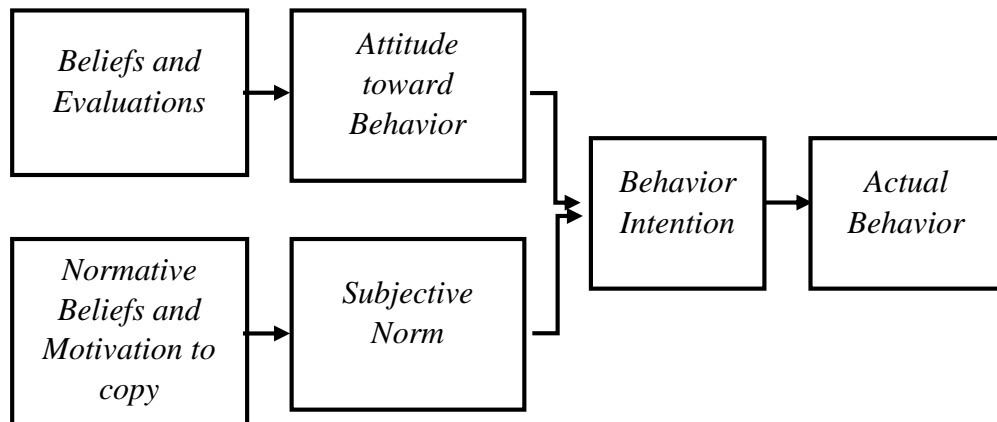 Beliefs and
Evaluations
Attitude
toward
Behavior
Behavior
Intention
Actual
Behavior
Normative
Beliefs and
Motivation to
copy
Subjective
Norm